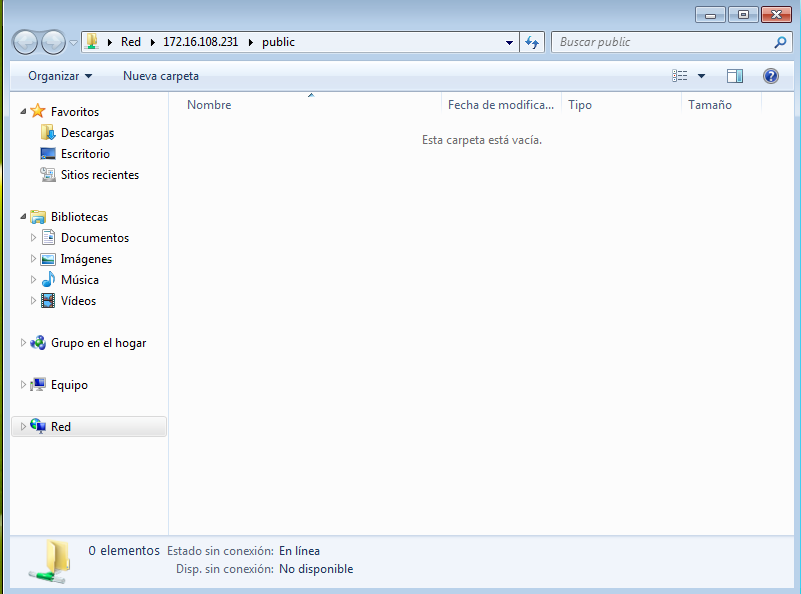 Red 172.16.108.231 public
Buscar public
Organizar Nueva carpeta
Nombre Fecha de modifica... Tipo Tamaño
Esta carpeta está vacía.
Favoritos
Descargas
Escritorio
Sitios recientes
Bibliotecas
Documentos
Imágenes
Música
Vídeos
Grupo en el hogar
Equipo
Red
0 elementos Estado sin conexión: En línea
Disp. sin conexión: No disponible